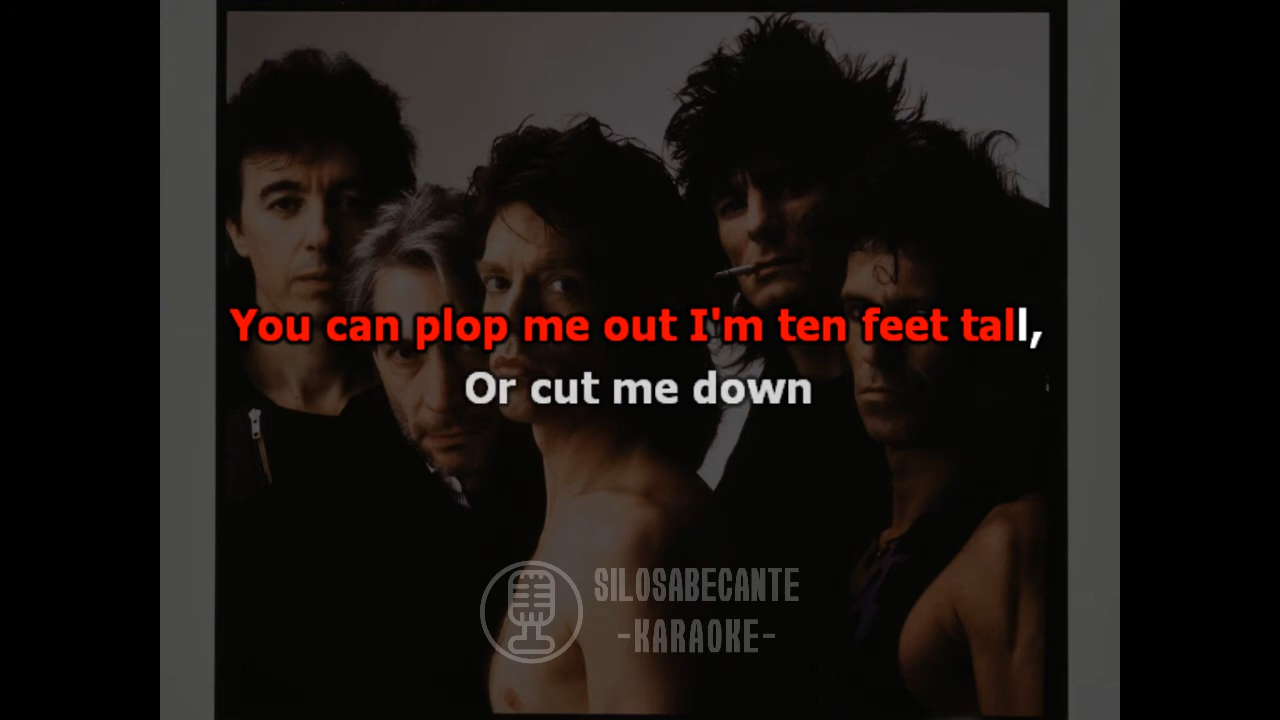 You can plop me out I'm ten feet tall,
Or cut me down
SILOSABECANTE
-KARAOKE-